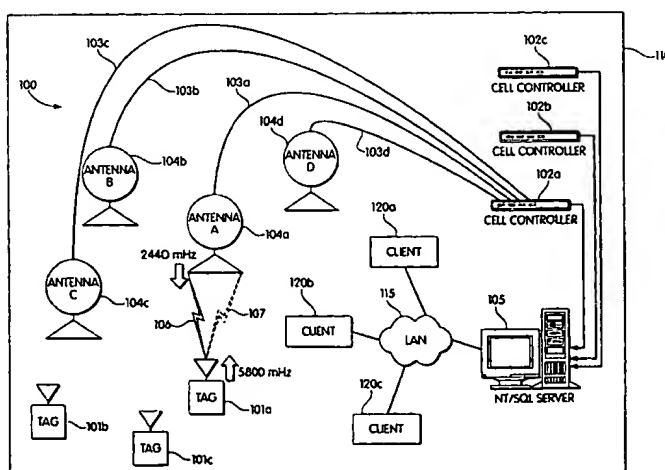 103c
102c
100
CELL CONTROLLER
103b
103a
102b
104d
103d
CELL CONTROLLER
104b
ANTENNA
B
ANTENNA
D
102a
ANTENNA
A
120a
CELL CONTROLLER
104a
2440 mHz
CLIENT
ANTENNA
C
120b
115
105
104c
106
107
CLIENT
LAN
5800 mHz
120c
NT/SQL SERVER
TAG
TAG
101a
CLIENT
101b
TAG
101c